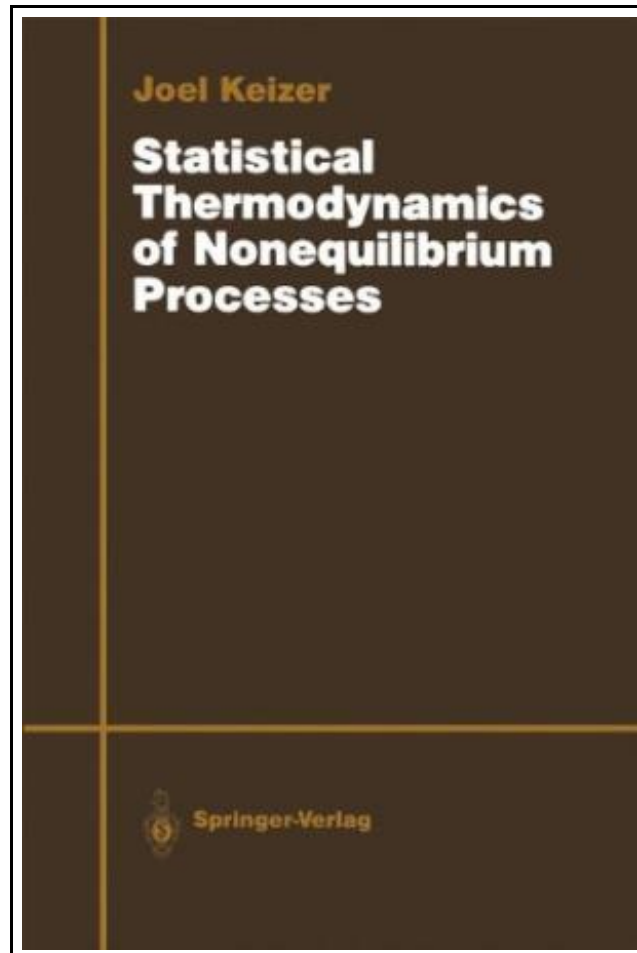 Joel Keizer
Statistical
Thermodynamics
of Nonequilibrium
Processes
Springer-Verlag